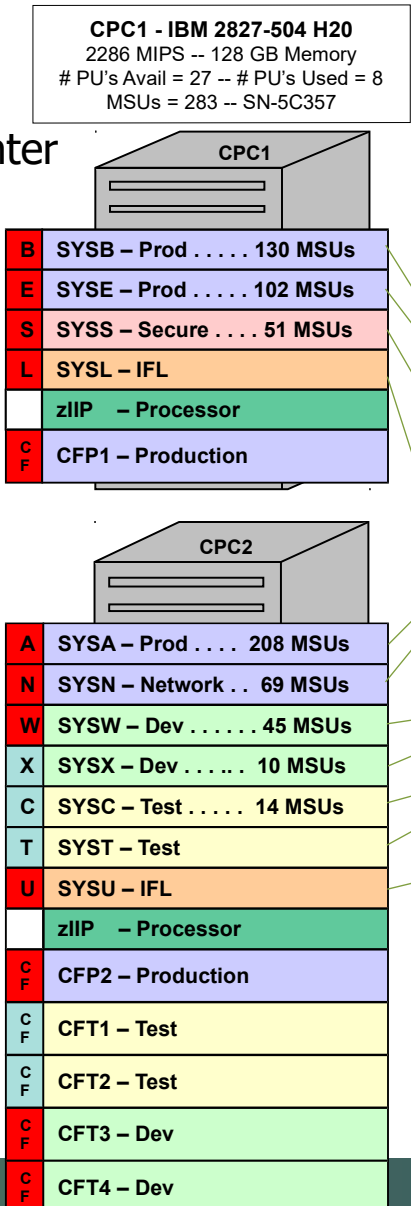 CPC1 - IBM 2827-504 H20
2286 MIPS -- 128 GB Memory
# PU's Avail = 27 -- # PU's Used = 8
MSUs = 283 -- SN-5C357
nter
CPC1
B SYSB – Prod . . . . . 130 MSUs
E SYSE – Prod . . . . . 102 MSUs
S SYSS – Secure . . . . 51 MSUs
L SYSL – IFL
zIIP – Processor
CF CFP1 – Production
CPC2
A SYSA – Prod . . . . 208 MSUs
N SYSN – Network . . 69 MSUs
W SYSW – Dev . . . . . . 45 MSUs
X SYSX – Dev . . . .. . 10 MSUs
C SYSC – Test . . . . . 14 MSUs
T SYST – Test
U SYSU – IFL
zIIP – Processor
CF CFP2 – Production
CF CFT1 – Test
CF CFT2 – Test
CF CFT3 – Dev
CF CFT4 – Dev